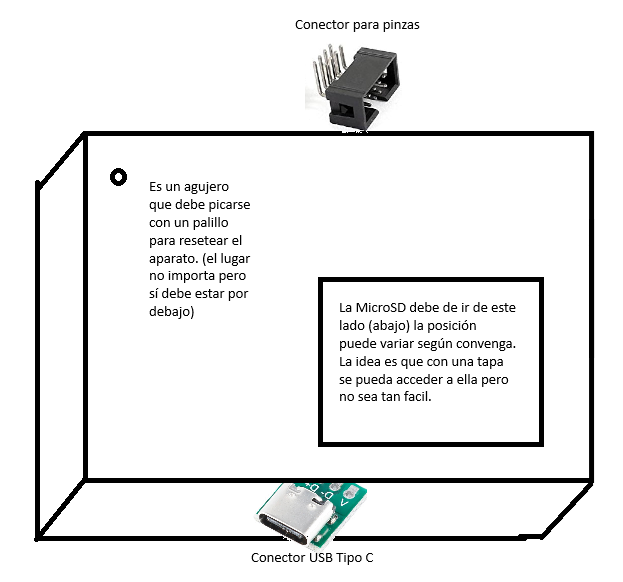 Conector para pinzas
Es un agujero
que debe picarse
con un palillo
para resetear el
aparato. (el lugar
no importa pero
sí debe estar por
debajo)
La MicroSD debe de ir de este
lado (abajo) la posición
puede variar según convenga.
La idea es que con una tapa
se pueda acceder a ella pero
no sea tan facil.
D+
D-
V
Conector USB Tipo C